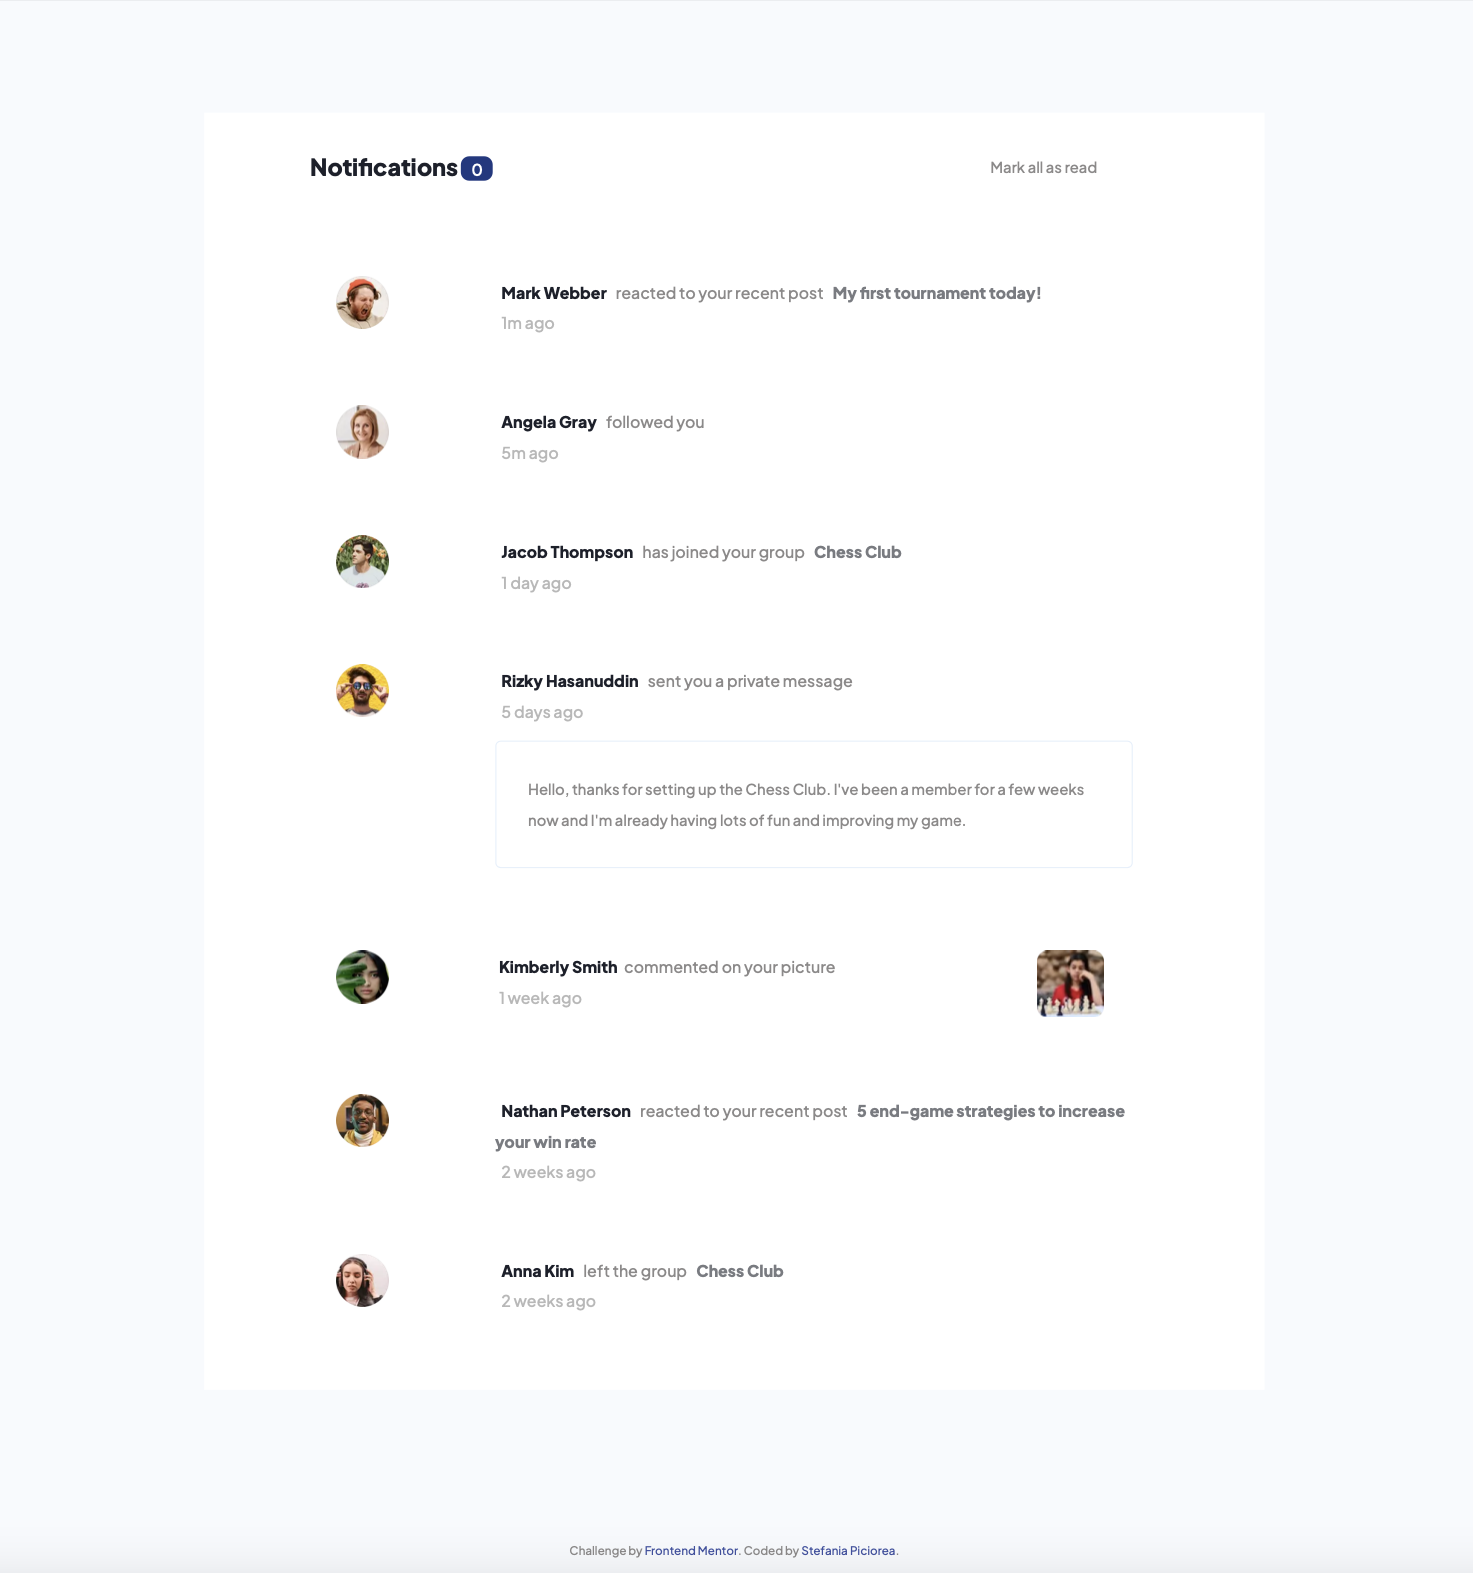 Notifications 0
Mark all as read
Mark Webber reacted to your recent post My first tournament today!
1m ago
Angela Gray followed you
5m ago
Jacob Thompson has joined your group Chess Club
1 day ago
Rizky Hasanuddin sent you a private message
5 days ago
Hello, thanks for setting up the Chess Club. I've been a member for a few weeks
now and I'm already having lots of fun and improving my game.
Kimberly Smith commented on your picture
1 week ago
Nathan Peterson reacted to your recent post 5 end-game strategies to increase
your win rate
2 weeks ago
Anna Kim left the group Chess Club
2 weeks ago
Challenge by Frontend Mentor. Coded by Stefania Piciorea.